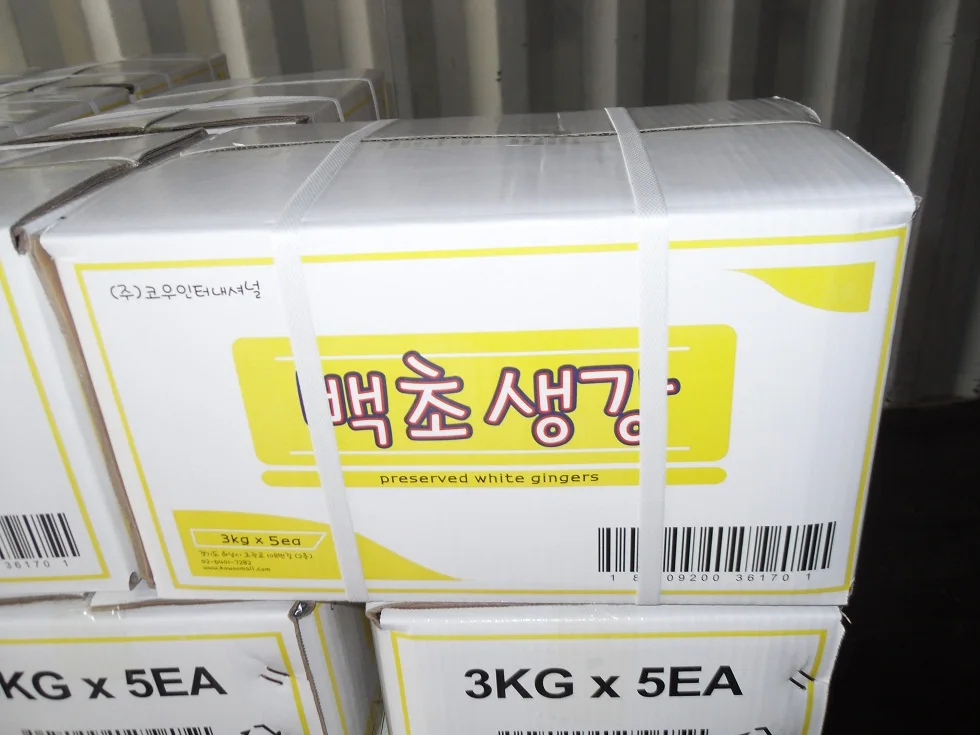 (주)코우인터내셔널
백초생강
preserved white gingers
3kg x 5ea
1 8 09200 36170 1
36170 1
KG x 5EA
3KG x 5EA